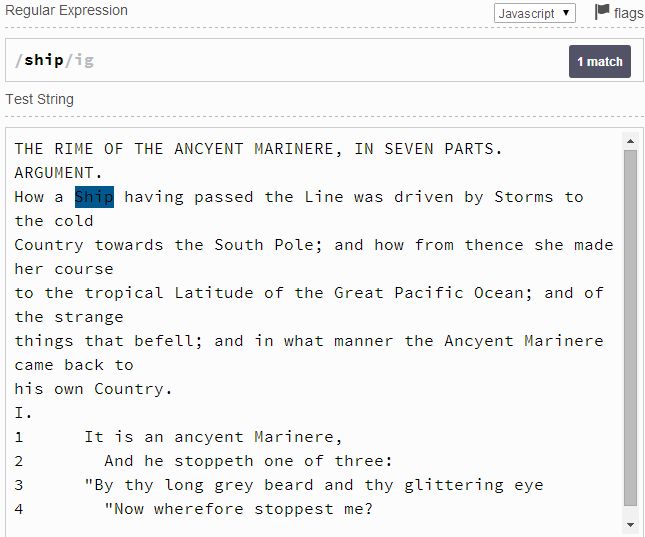 Regular Expression
Javascript ▼ flags
/ship/ig
1 match
Test String
THE RIME OF THE ANCYENT MARINERE, IN SEVEN PARTS.
ARGUMENT.
How a Ship having passed the Line was driven by Storms to
the cold
Country towards the South Pole; and how from thence she made
her course
to the tropical Latitude of the Great Pacific Ocean; and of
the strange
things that befell; and in what manner the Ancyent Marinere
came back to
his own Country.
I.
1 It is an ancyent Marinere,
2 And he stoppeth one of three:
3 "By thy long grey beard and thy glittering eye
4 "Now wherefore stoppest me?